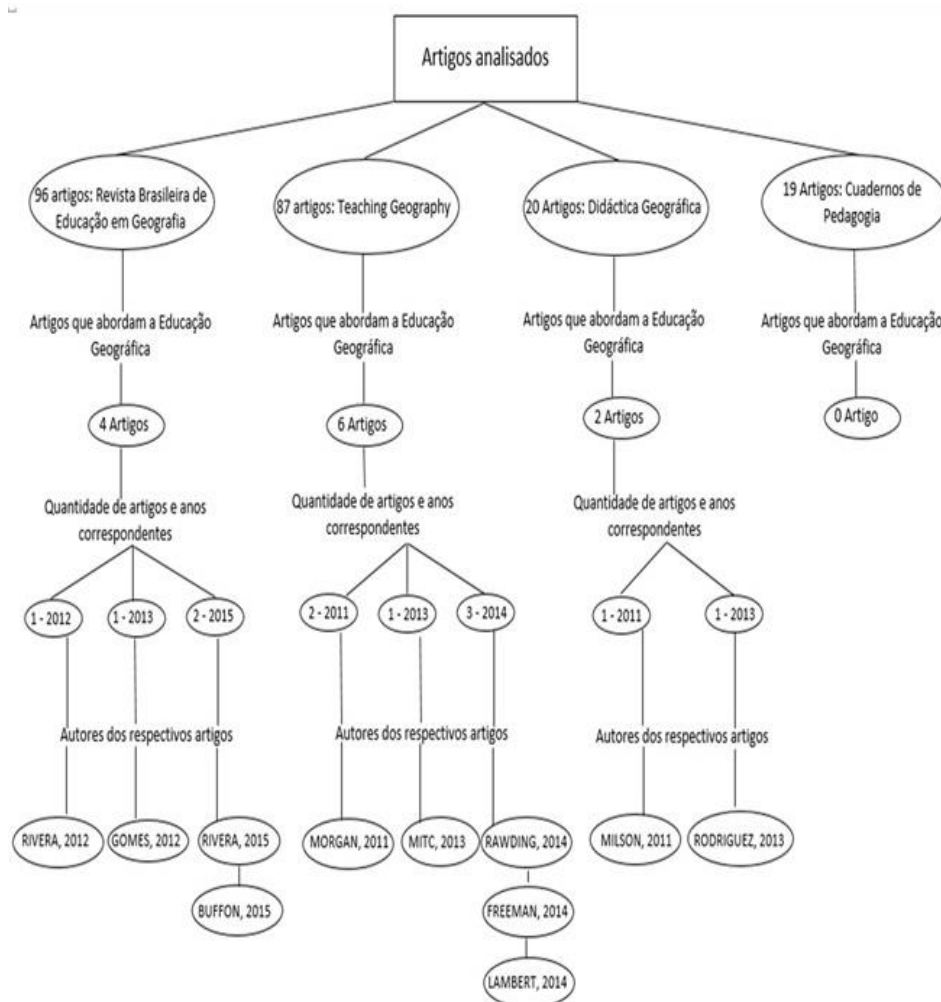 Artigos analisados
96 artigos: Revista Brasileira de
Educação em Geografia
87 artigos: Teaching Geography
20 Artigos: Didáctica Geográfica
19 Artigos: Cuadernos de
Pedagogia
Artigos que abordam a Educação
Geográfica
Artigos que abordam a Educação
Geográfica
Artigos que abordam a Educação
Geográfica
Artigos que abordam a Educação
Geográfica
4 Artigos
6 Artigos
2 Artigos
0 Artigo
Quantidade de artigos e anos
correspondentes
Quantidade de artigos e anos
correspondentes
Quantidade de artigos e anos
correspondentes
1 - 2012
1 - 2013
2 - 2015
2 - 2011
1 - 2013
3 - 2014
1 - 2011
1 - 2013
Autores dos respectivo artigos
Autores dos respectivo artigos
Autores dos respectivo artigos
RIVERA, 2012
GOMES, 2012
RIVERA, 2015
MORGAN, 2011
MITC, 2013
RAWDING, 2014
MILSON, 2011
RODRIGUEZ, 2013
BUFFON, 2015
FREEMAN, 2014
LAMBERT, 2014